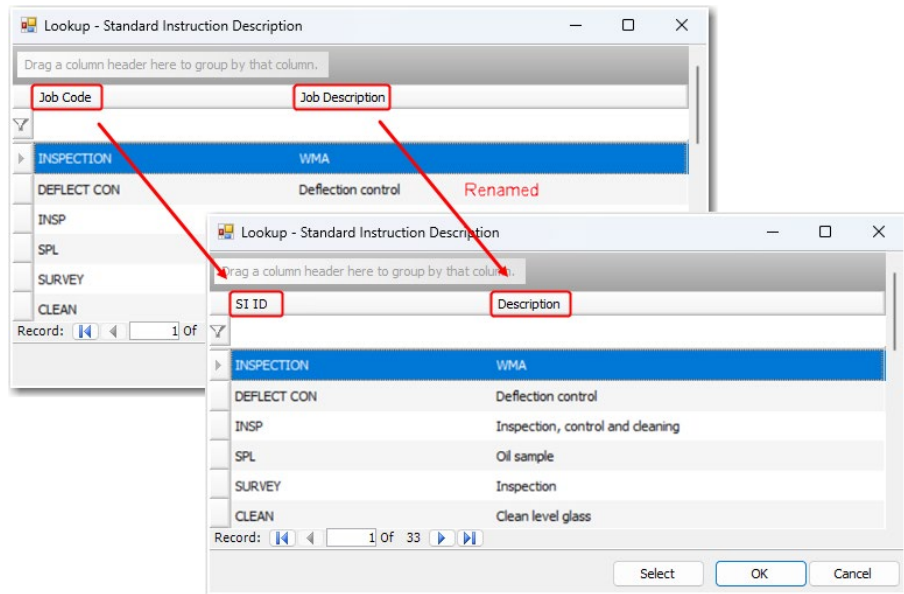 Lookup - Standard Instruction Description
Drag a column header here to group by that column.
Job Code Job Description
INSPECTION WMA
DEFLECT CON Deflection control Renamed
INSP
SPL
SURVEY
CLEAN
Record: 1 Of
Lookup - Standard Instruction Description
Drag a column header here to group by that column.
SI ID Description
INSPECTION WMA
DEFLECT CON Deflection control
INSP Inspection, control and cleaning
SPL Oil sample
SURVEY Inspection
CLEAN Clean level glass
Record: 1 Of 33
Select OK Cancel